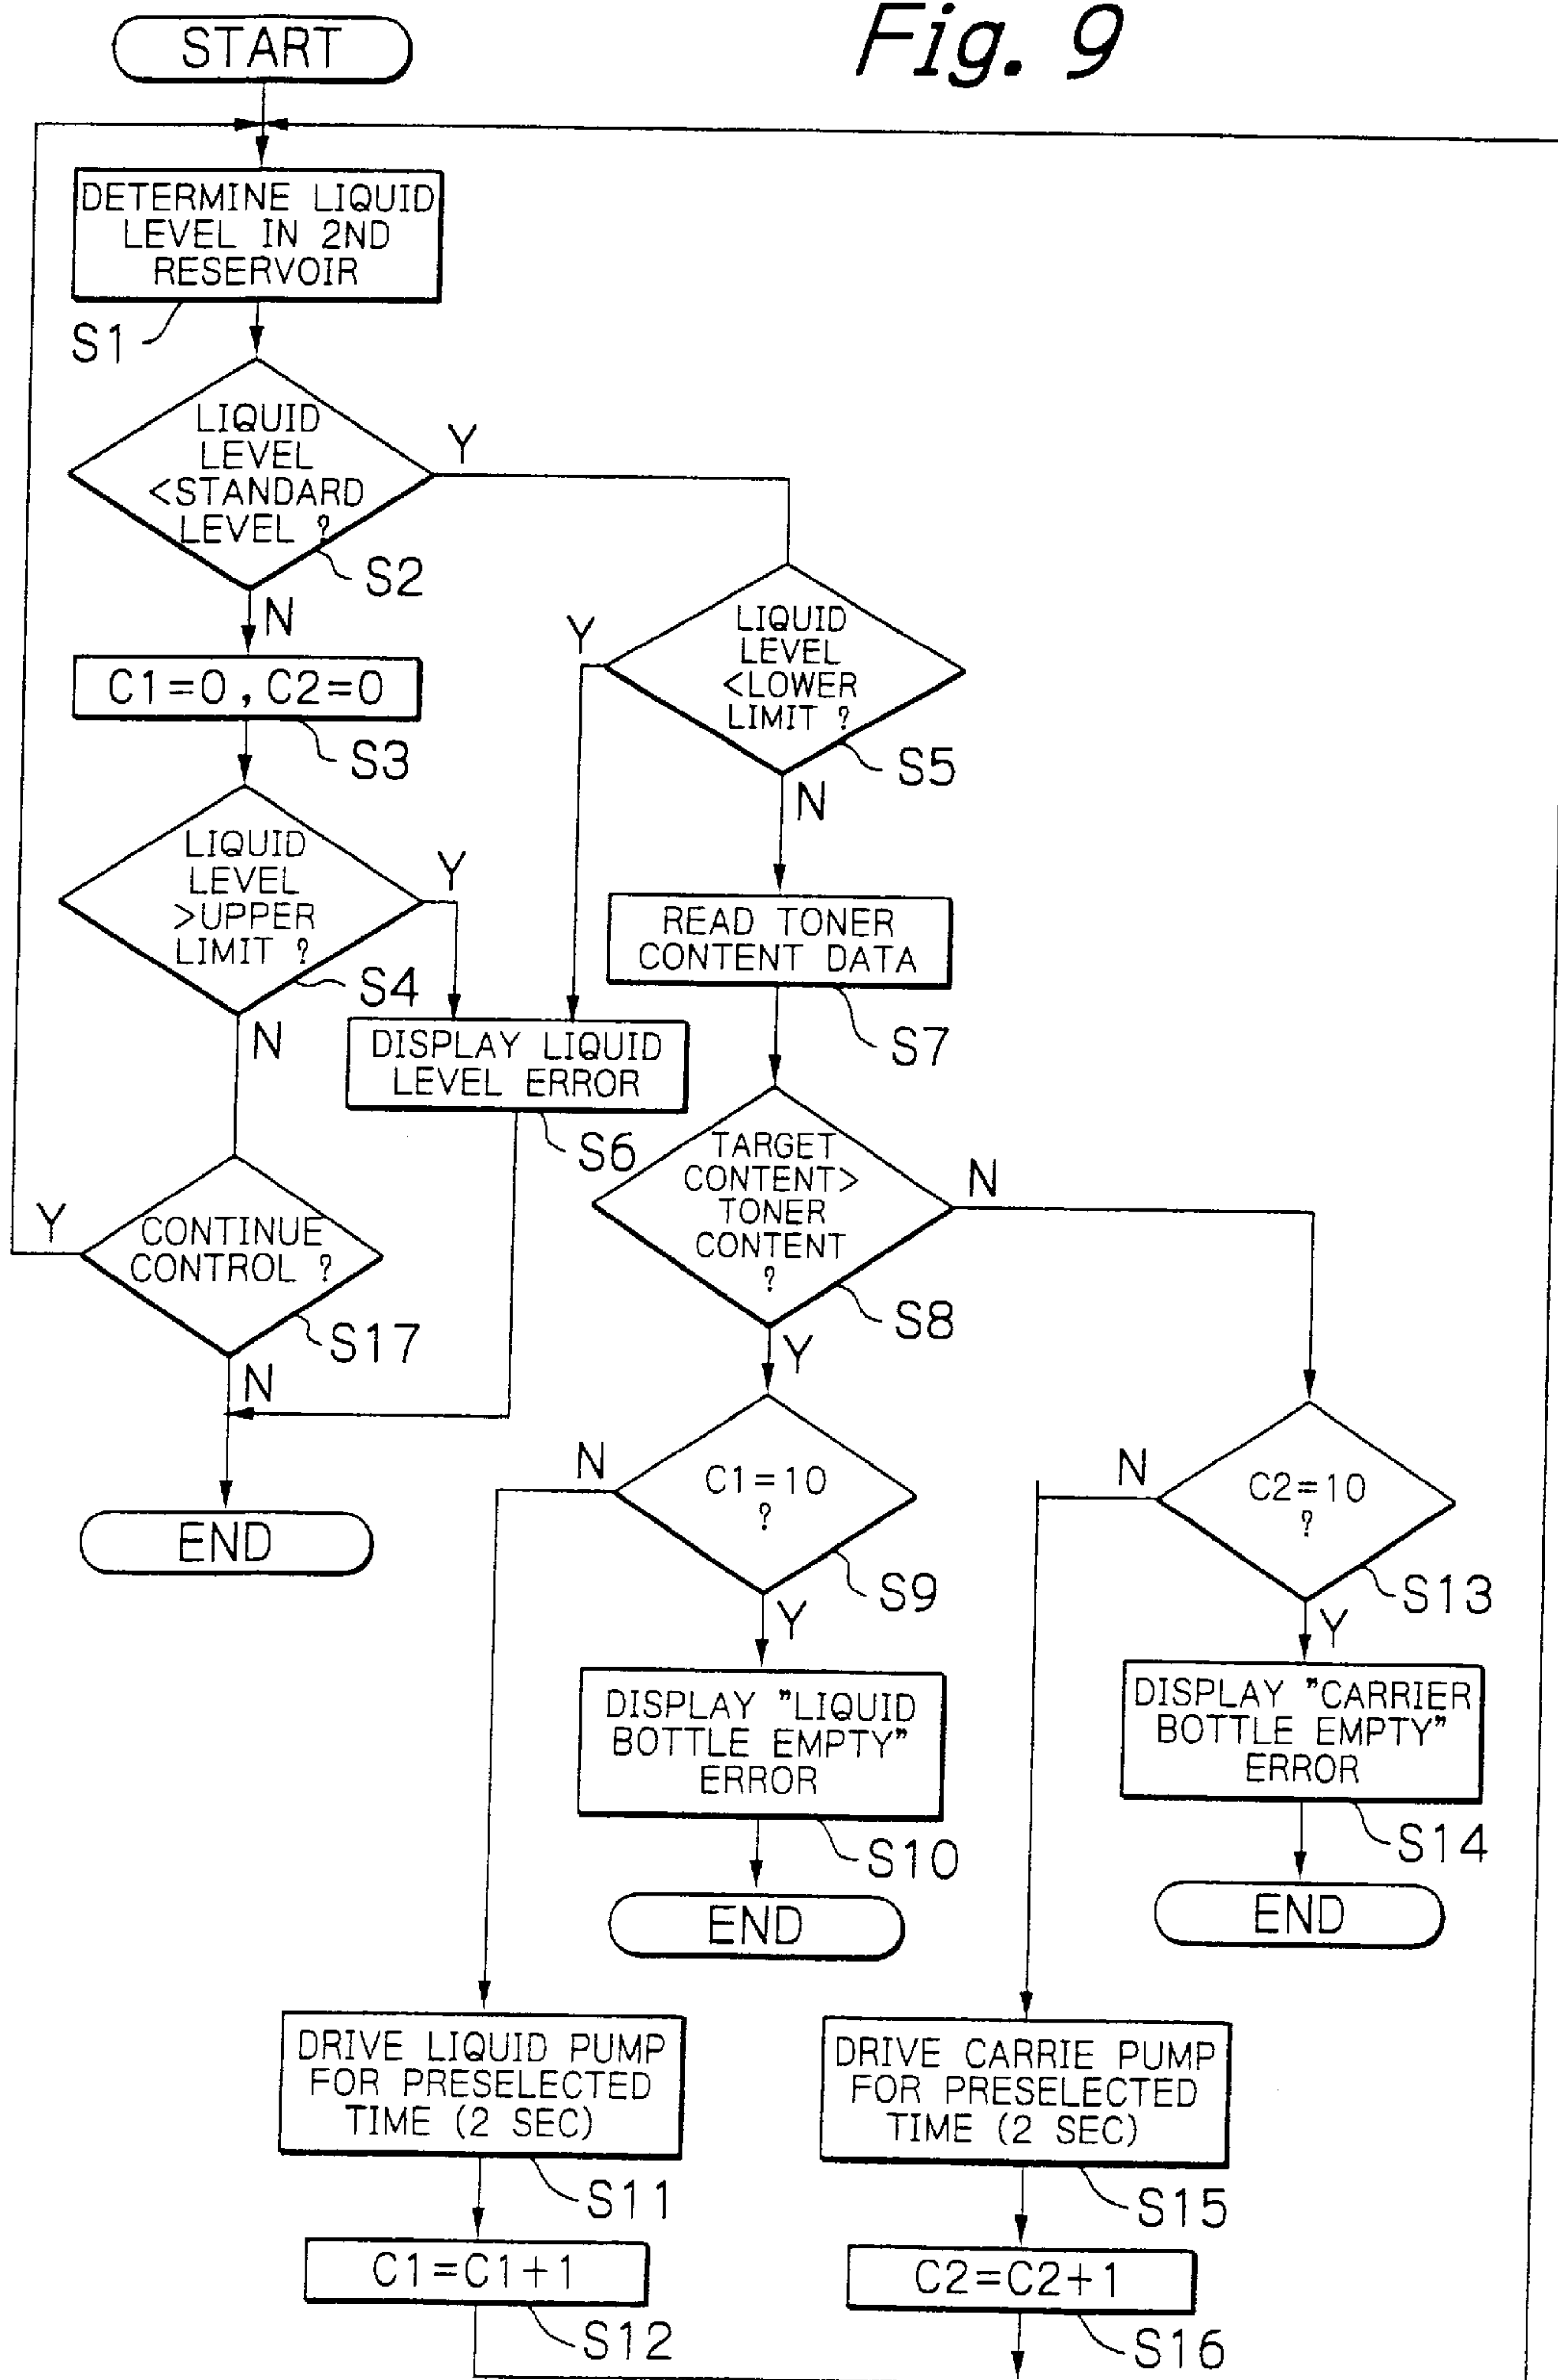 Fig. 9
START
DETERMINE LIQUID
LEVEL IN 2ND
RESERVOIR
S1
LIQUID
LEVEL
<STANDARD
LEVEL ?
Y
S2
N
C1=0,C2=0
S3
LIQUID
LEVEL
>UPPER
LIMIT ?
Y
S4
N
LIQUID
LEVEL
<LOWER
LIMIT ?
Y
S5
N
READ TONER
CONTENT DATA
S7
DISPLAY LIQUID
LEVEL ERROR
S6
TARGET
CONTENT>
TONER
CONTENT
?
N
S8
Y
CONTINUE
CONTROL ?
Y
S17
N
END
C1=10
?
N
S9
Y
DISPLAY "LIQUID
BOTTLE EMPTY"
ERROR
S10
END
C2=10
?
N
S13
Y
DISPLAY "CARRIER
BOTTLE EMPTY"
ERROR
S14
END
DRIVE LIQUID PUMP
FOR PRESELECTED
TIME (2 SEC)
S11
C1=C1+1
S12
DRIVE CARRIE PUMP
FOR PRESELECTED
TIME (2 SEC)
S15
C2=C2+1
S16